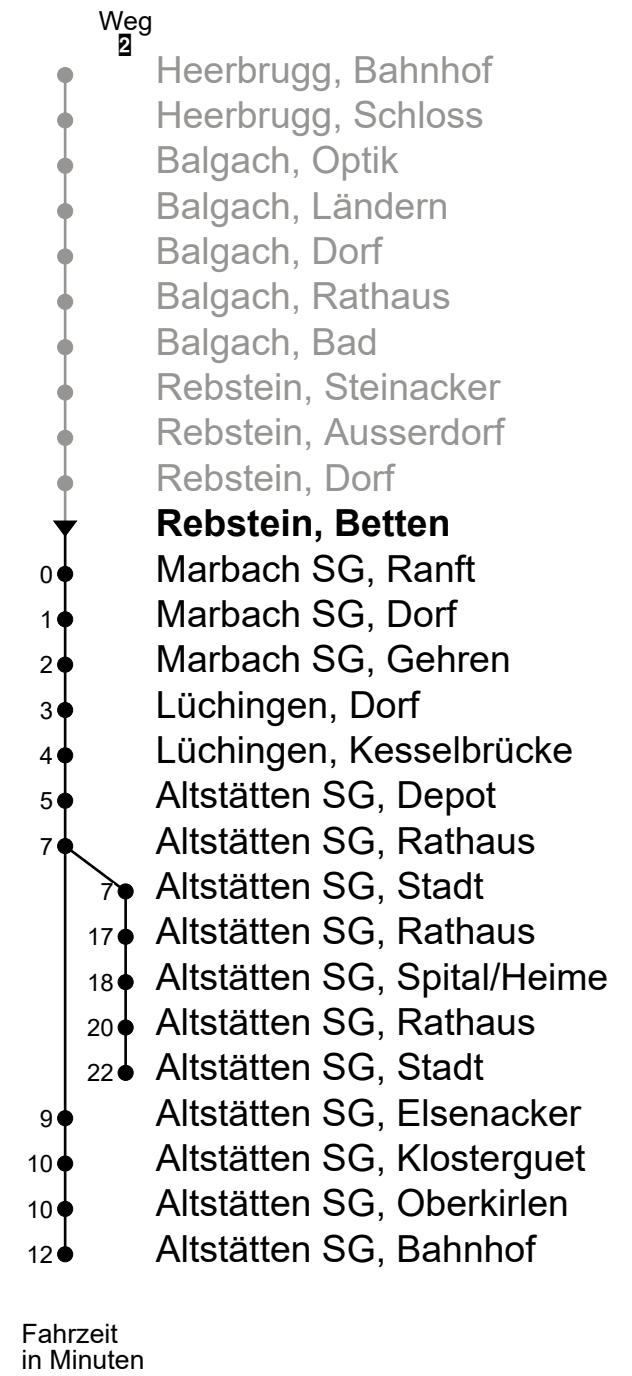 Weg
2
Heerbrugg, Bahnhof
Heerbrugg, Schloss
Balgach, Optik
Balgach, Ländern
Balgach, Dorf
Balgach, Rathaus
Balgach, Bad
Rebstein, Steinacker
Rebstein, Ausserdorf
Rebstein, Dorf
Rebstein, Betten
0 Marbach SG, Ranft
1 Marbach SG, Dorf
2 Marbach SG, Gehren
3 Lüchingen, Dorf
4 Lüchingen, Kesselbrücke
5 Altstätten SG, Depot
7 Altstätten SG, Rathaus
7 Altstätten SG, Stadt
17 Altstätten SG, Rathaus
18 Altstätten SG, Spital/Heime
20 Altstätten SG, Rathaus
22 Altstätten SG, Stadt
9 Altstätten SG, Elsenacker
10 Altstätten SG, Klosterguet
10 Altstätten SG, Oberkirlen
12 Altstätten SG, Bahnhof
Fahrzeit
in Minuten